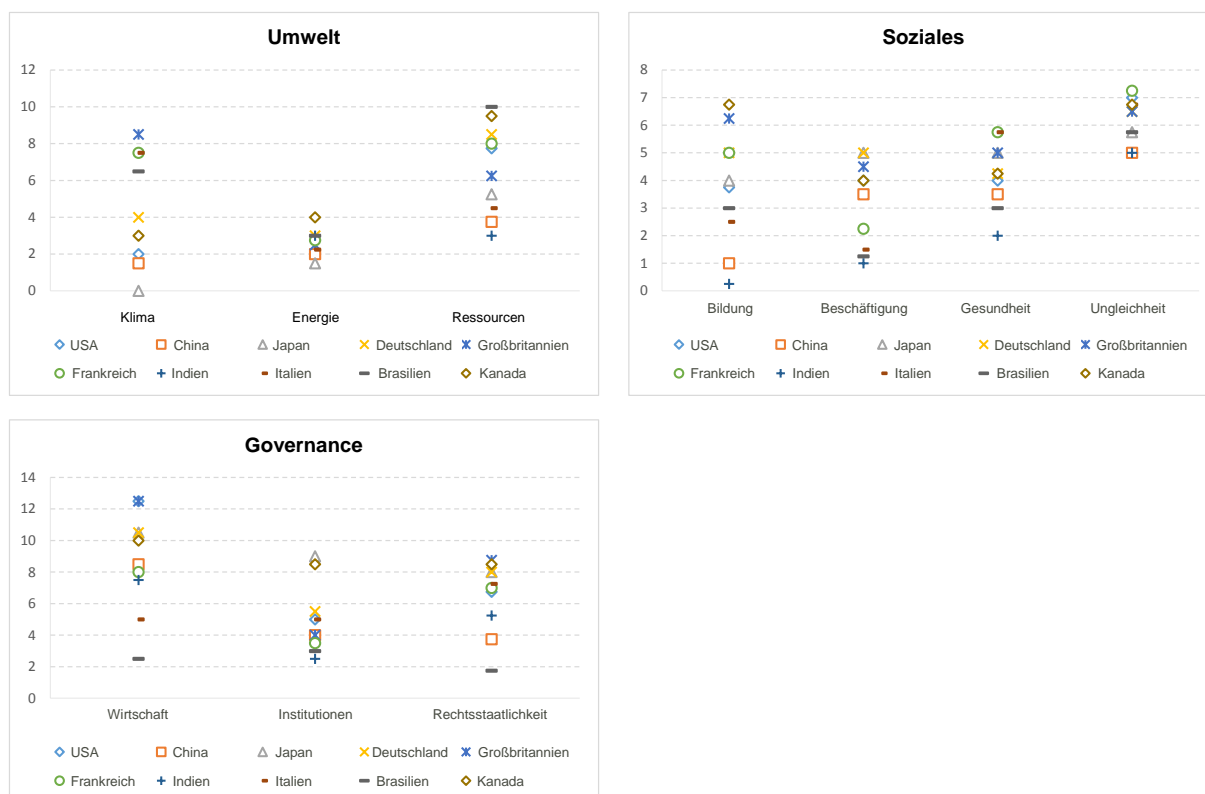 Umwelt
12
10
8
6
4
2
0
Klima Energie Ressourcen
USA China Japan Deutschland Großbritannien
Frankreich Indien Italien Brasilien Kanada
Soziales
8
7
6
5
4
3
2
1
0
Bildung Beschäftigung Gesundheit Ungleichheit
USA China Japan Deutschland Großbritannien
Frankreich Indien Italien Brasilien Kanada
Governance
14
12
10
8
6
4
2
0
Wirtschaft Institutionen Rechtsstaatlichkeit
USA China Japan Deutschland Großbritannien
Frankreich Indien Italien Brasilien Kanada